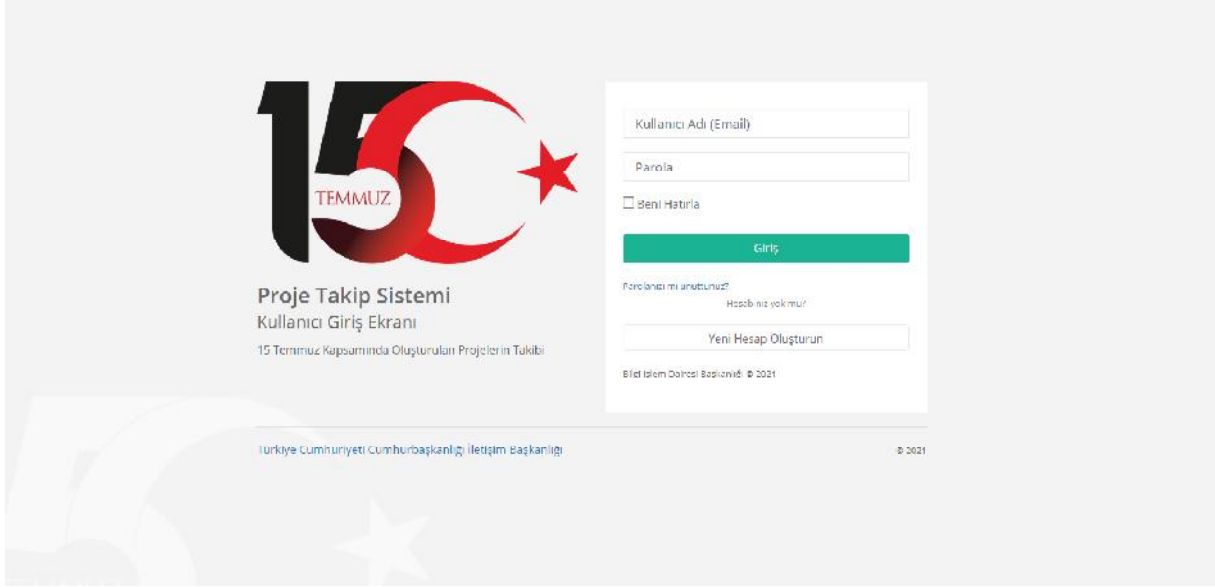 15
TEMMUZ
Proje Takip Sistemi
Kullanıcı Giriş Ekranı
15 Temmuz Kapsamında Oluşturulan Projelerin Takibi
Kullanıcı Adı (Email)
Parola
Beni Hatırla
Giriş
Parolanızı mı unuttunuz?
Hesabınız yok mu?
Yeni Hesap Oluşturun
Bilgi İşlem Dairesi Başkanlığı © 2021
Türkiye Cumhuriyeti Cumhurbaşkanlığı İletişim Başkanlığı
© 2021